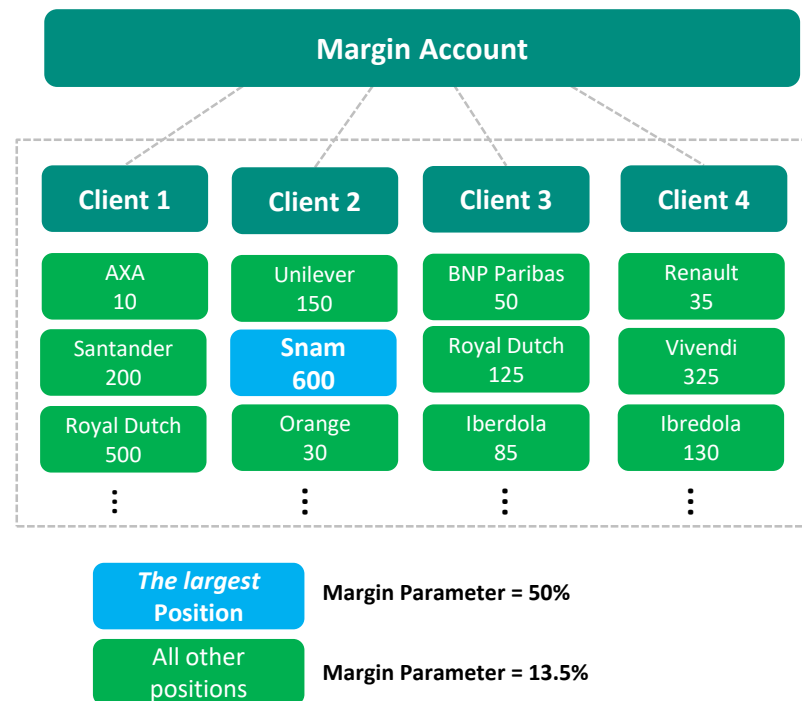 Margin Account
Client 1
Client 2
Client 3
Client 4
AXA
10
Unilever
150
BNP Paribas
50
Renault
35
Santander
200
Snam
600
Royal Dutch
125
Vivendi
325
Royal Dutch
500
Orange
30
Iberdola
85
Ibredola
130
The largest
Position
Margin Parameter = 50%
All other
positions
Margin Parameter = 13.5%